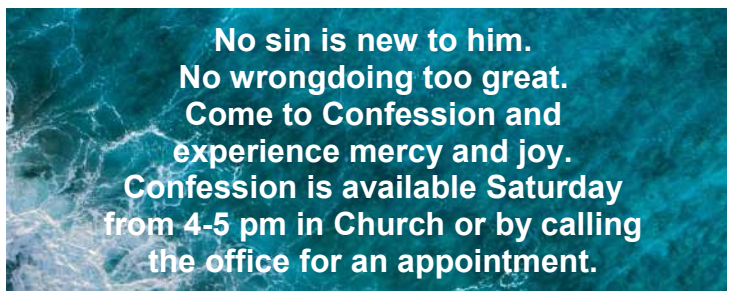 No sin is new to him.
No wrongdoing too great.
Come to Confession and
experience mercy and joy.
Confession is available Saturday
from 4-5 pm in Church or by calling
the office for an appointment.